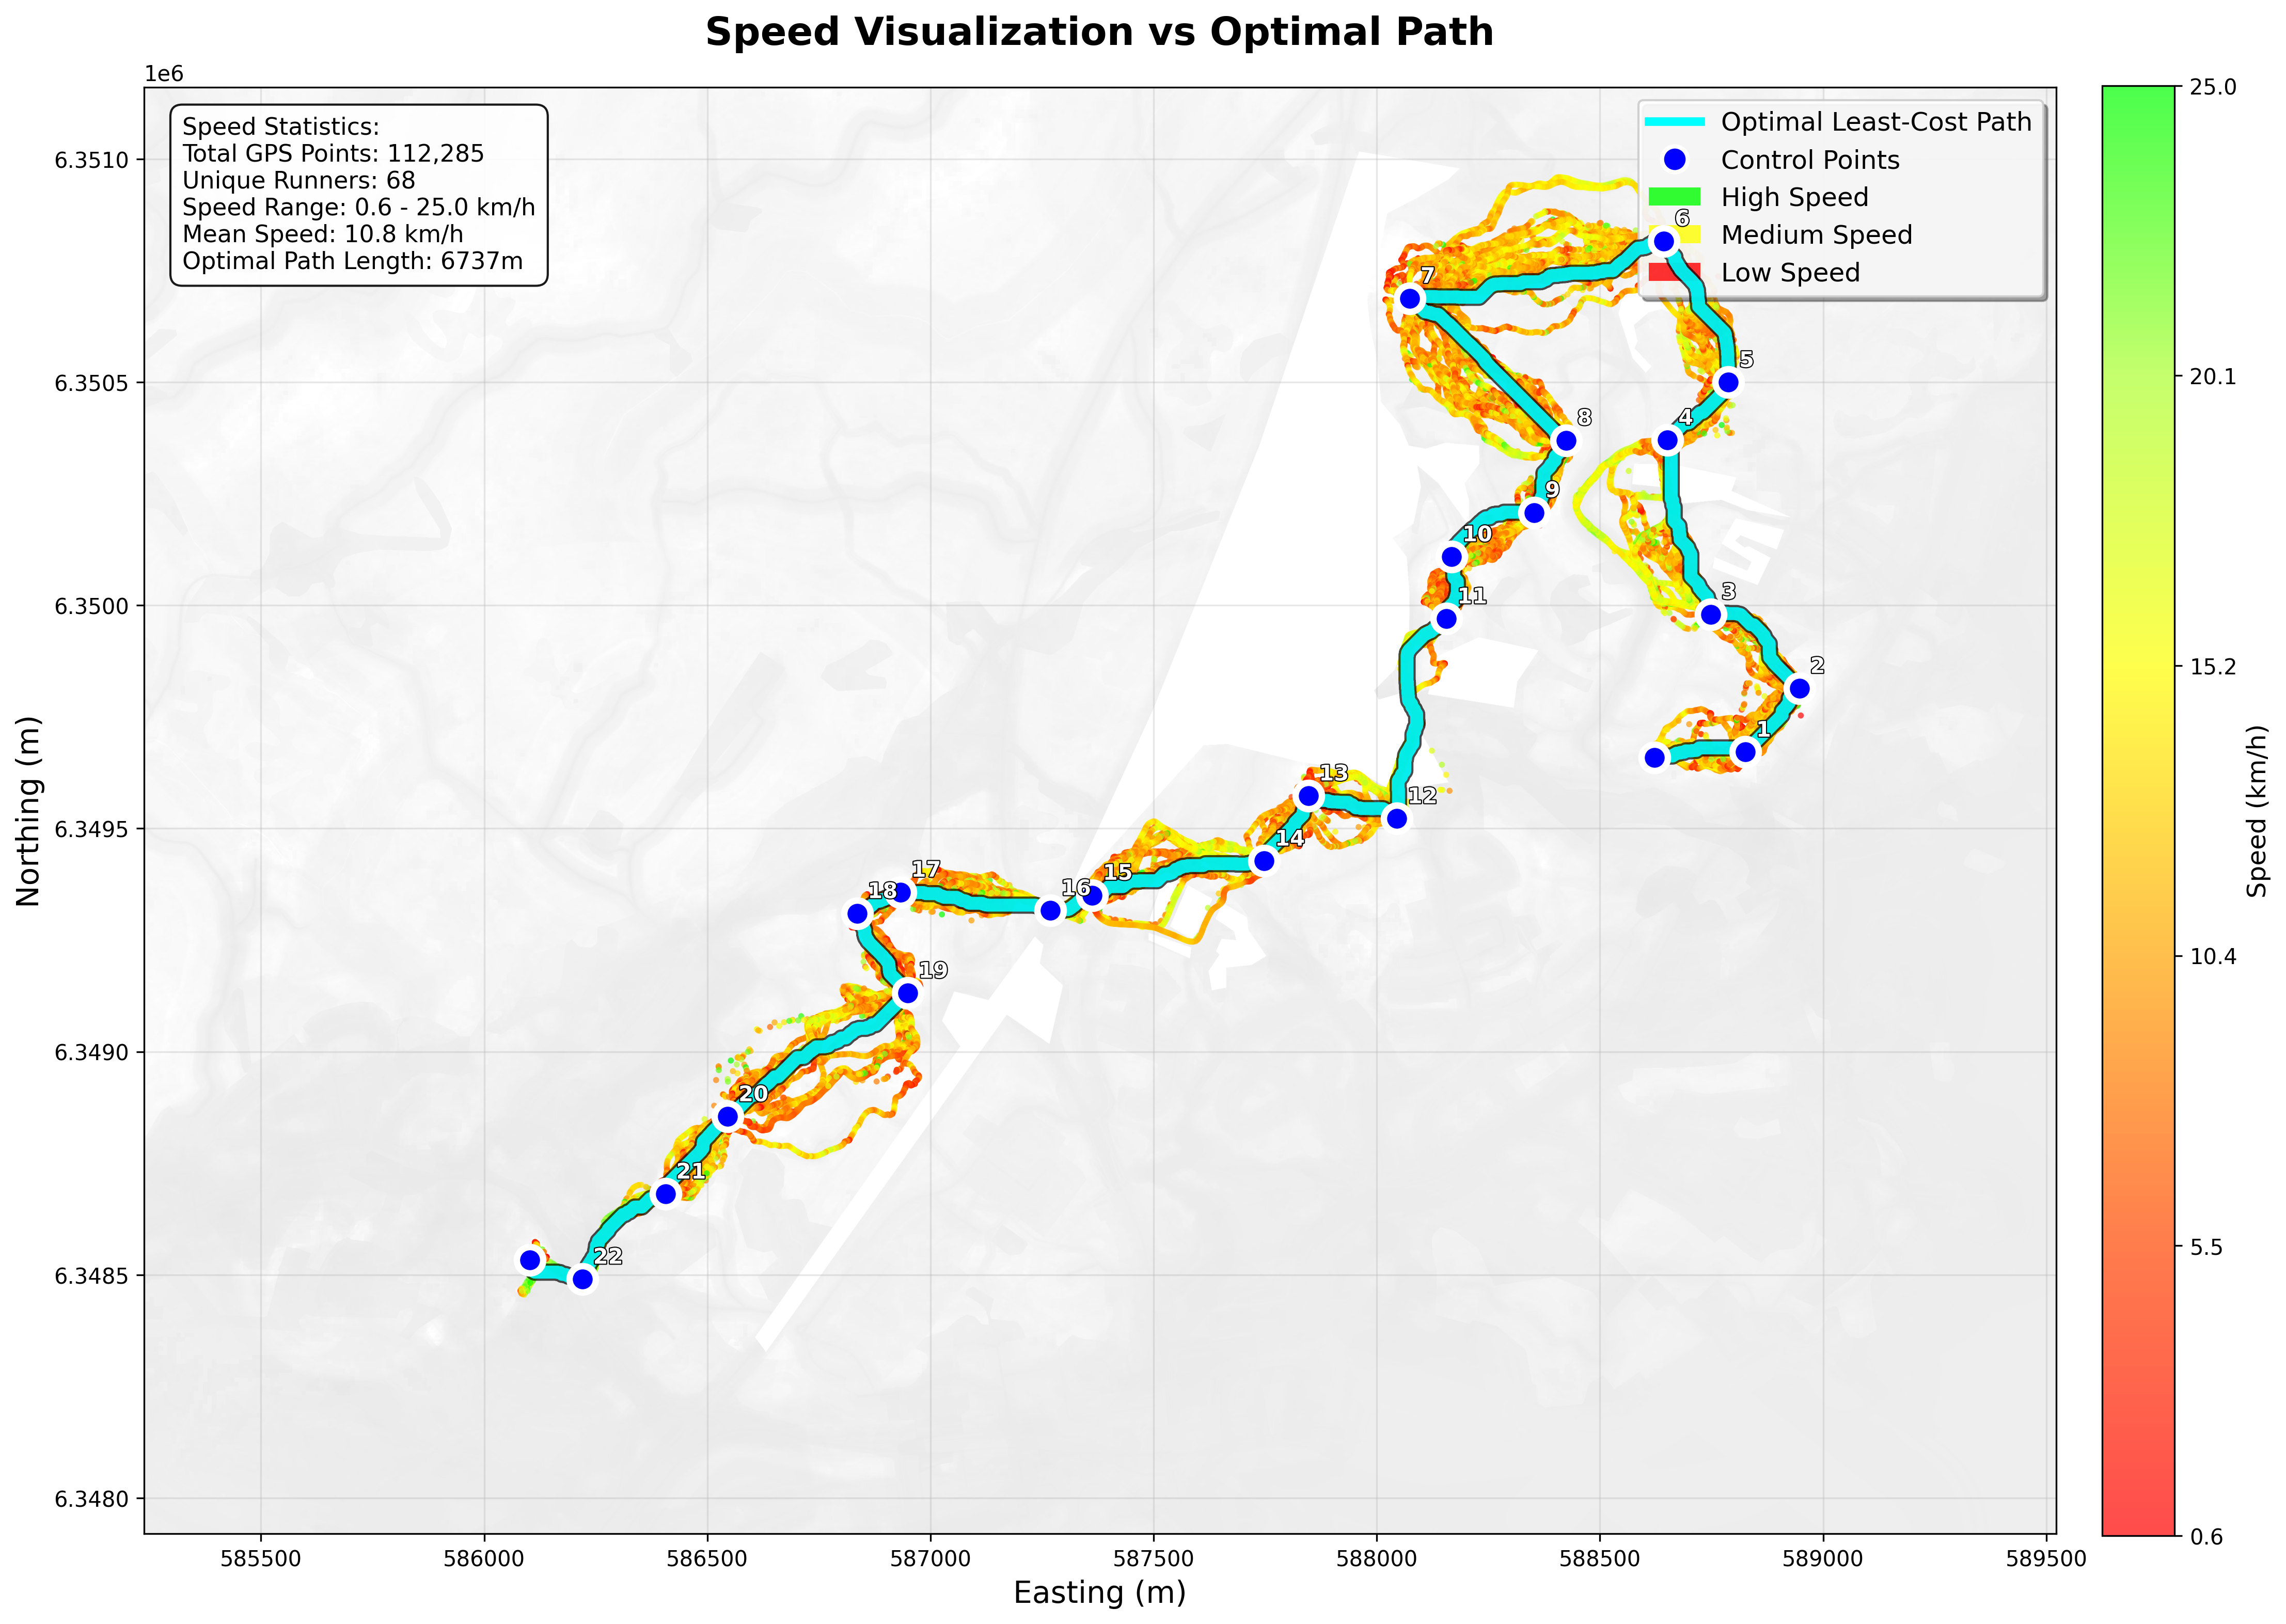 Speed Visualization vs Optimal Path
1e6
Speed Statistics:
Total GPS Points: 112,285
Unique Runners: 68
Speed Range: 0.6 - 25.0 km/h
Mean Speed: 10.8 km/h
Optimal Path Length: 6737m
Optimal Least-Cost Path
Control Points
High Speed
Medium Speed
Low Speed
6.3510
6.3505
6.3500
6.3495
6.3490
6.3485
6.3480
Northing (m)
6
7
5
4
8
9
10
11
3
2
1
13
12
14
15
16
17
18
19
20
21
22
585500
586000
586500
587000
587500
588000
588500
589000
589500
Easting (m)
25.0
20.1
15.2
10.4
5.5
0.6
Speed (km/h)